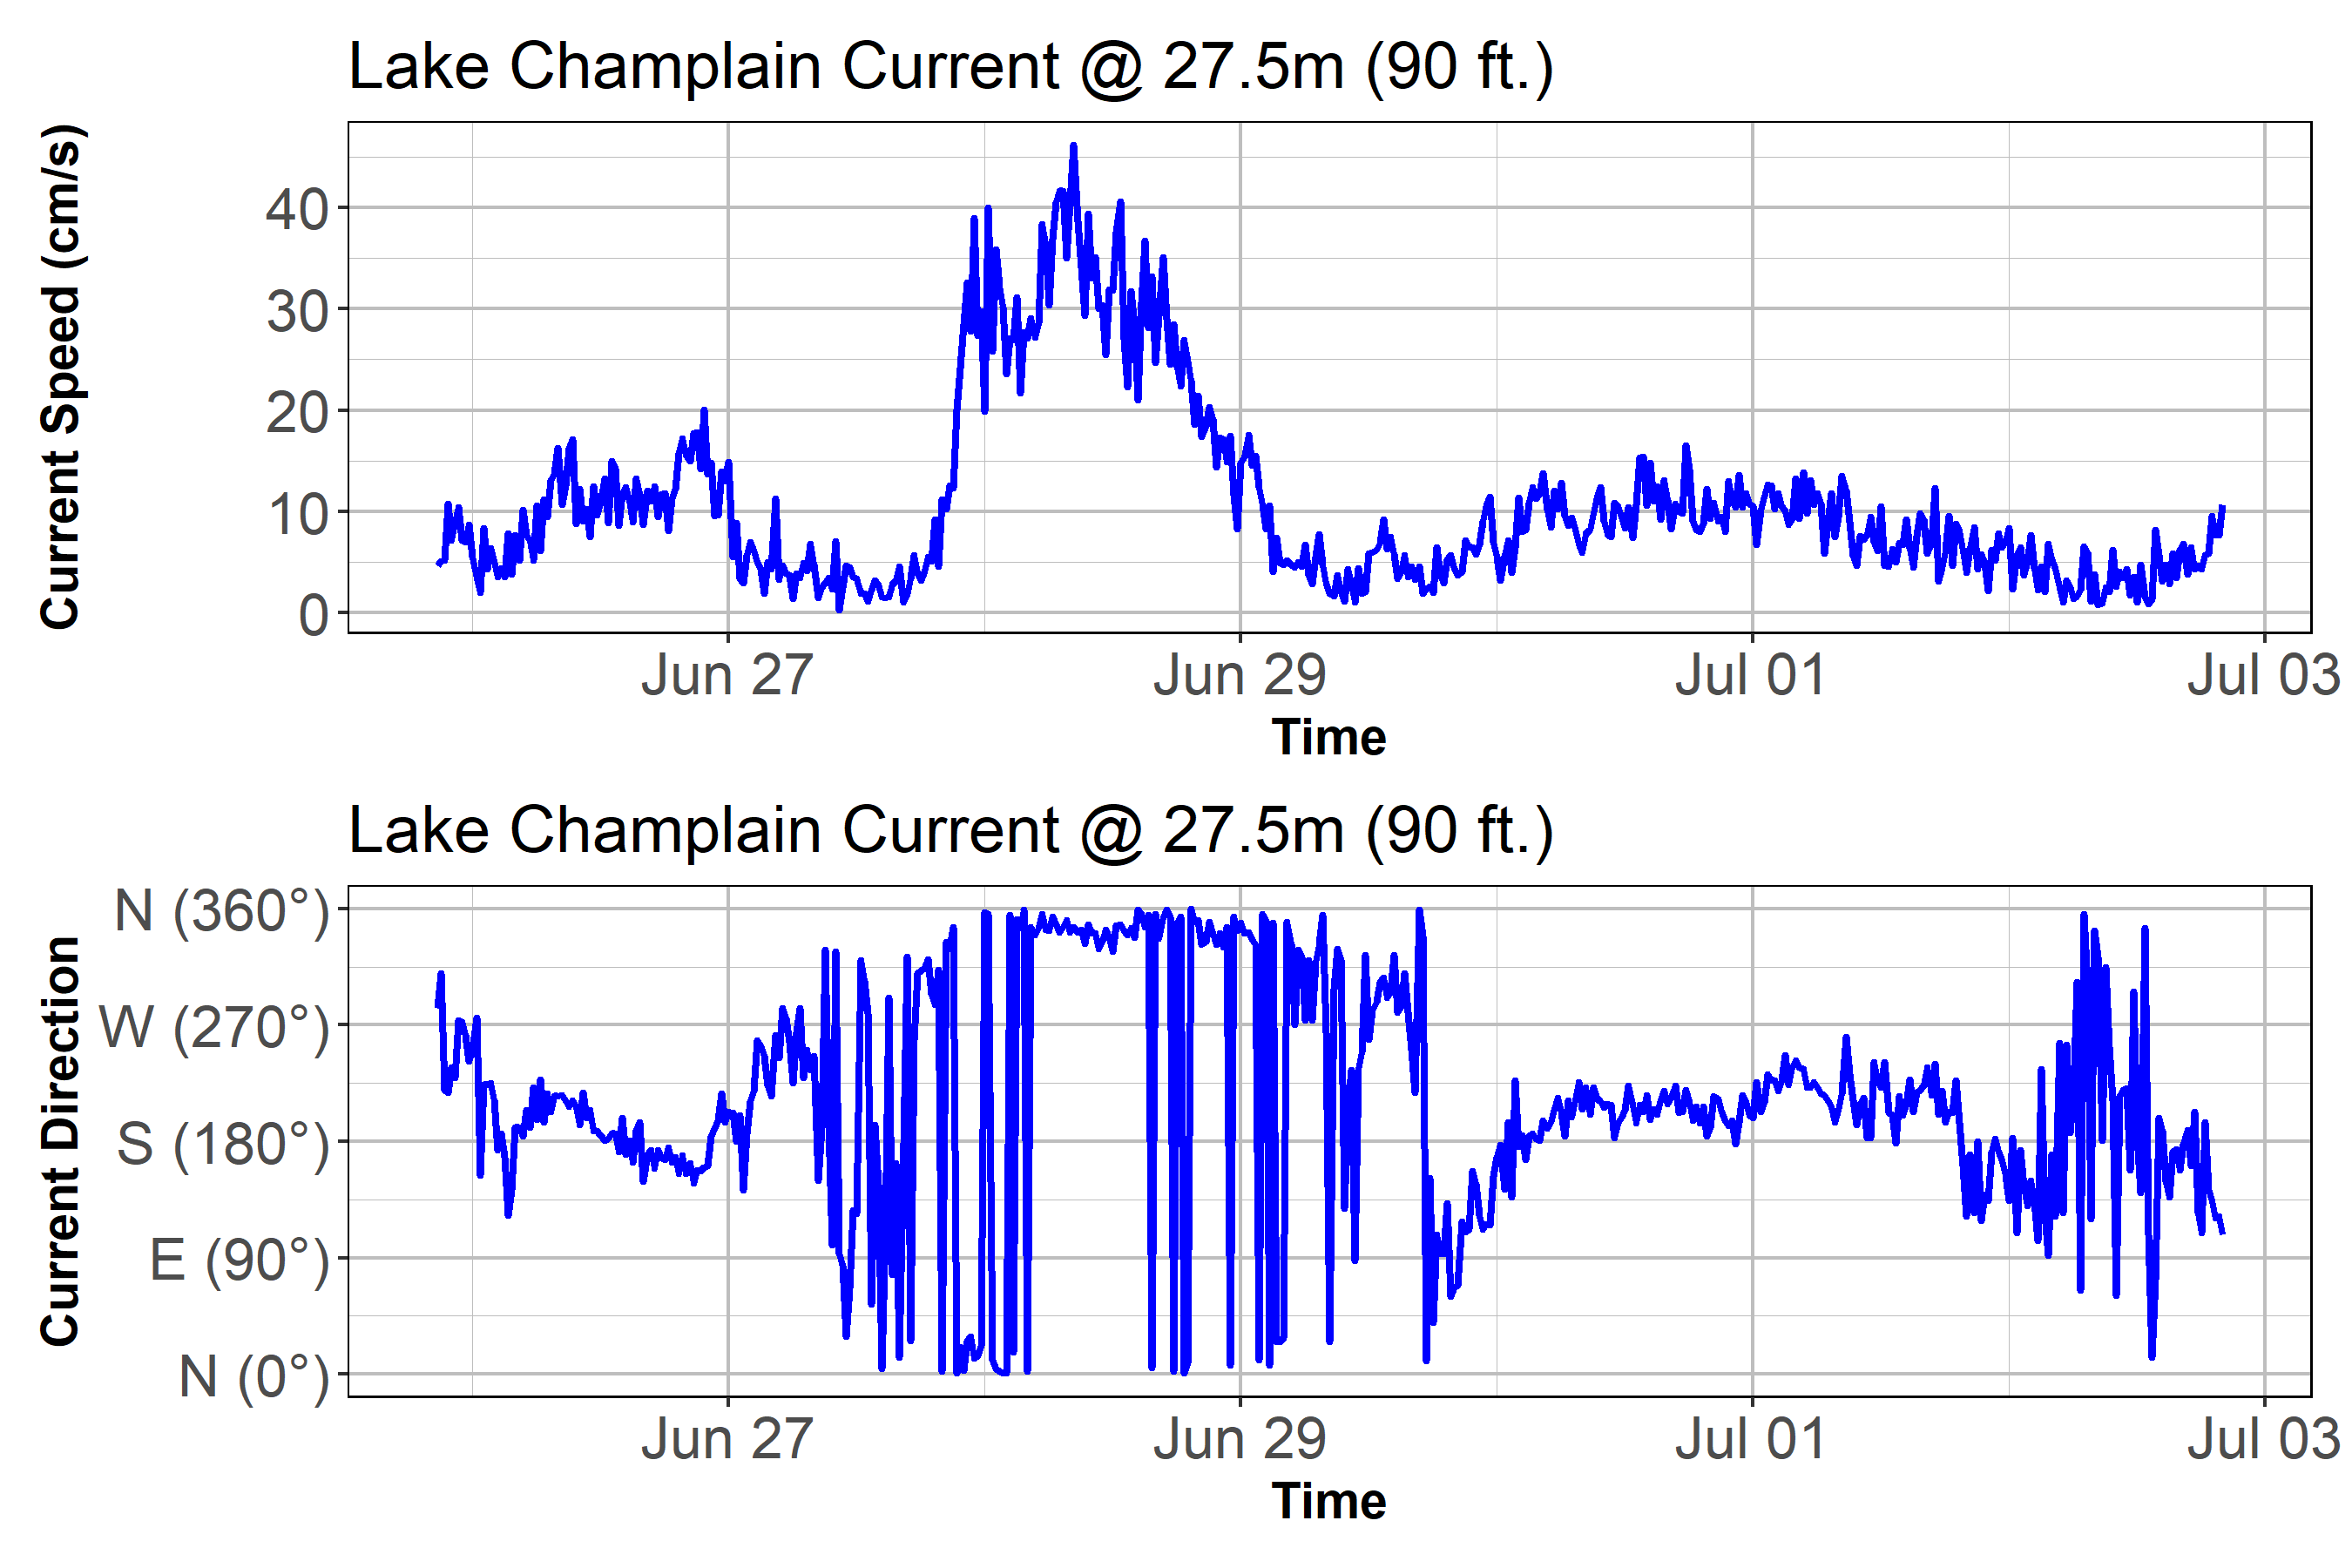 Lake Champlain Current @ 27.5m (90 ft.)
Current Speed (cm/s)
40
30
20
10
0
Jun 27 Jun 29 Jul 01 Jul 03
Time
Lake Champlain Current @ 27.5m (90 ft.)
Current Direction
N (360°)
W (270°)
S (180°)
E (90°)
N (0°)
Jun 27 Jun 29 Jul 01 Jul 03
Time